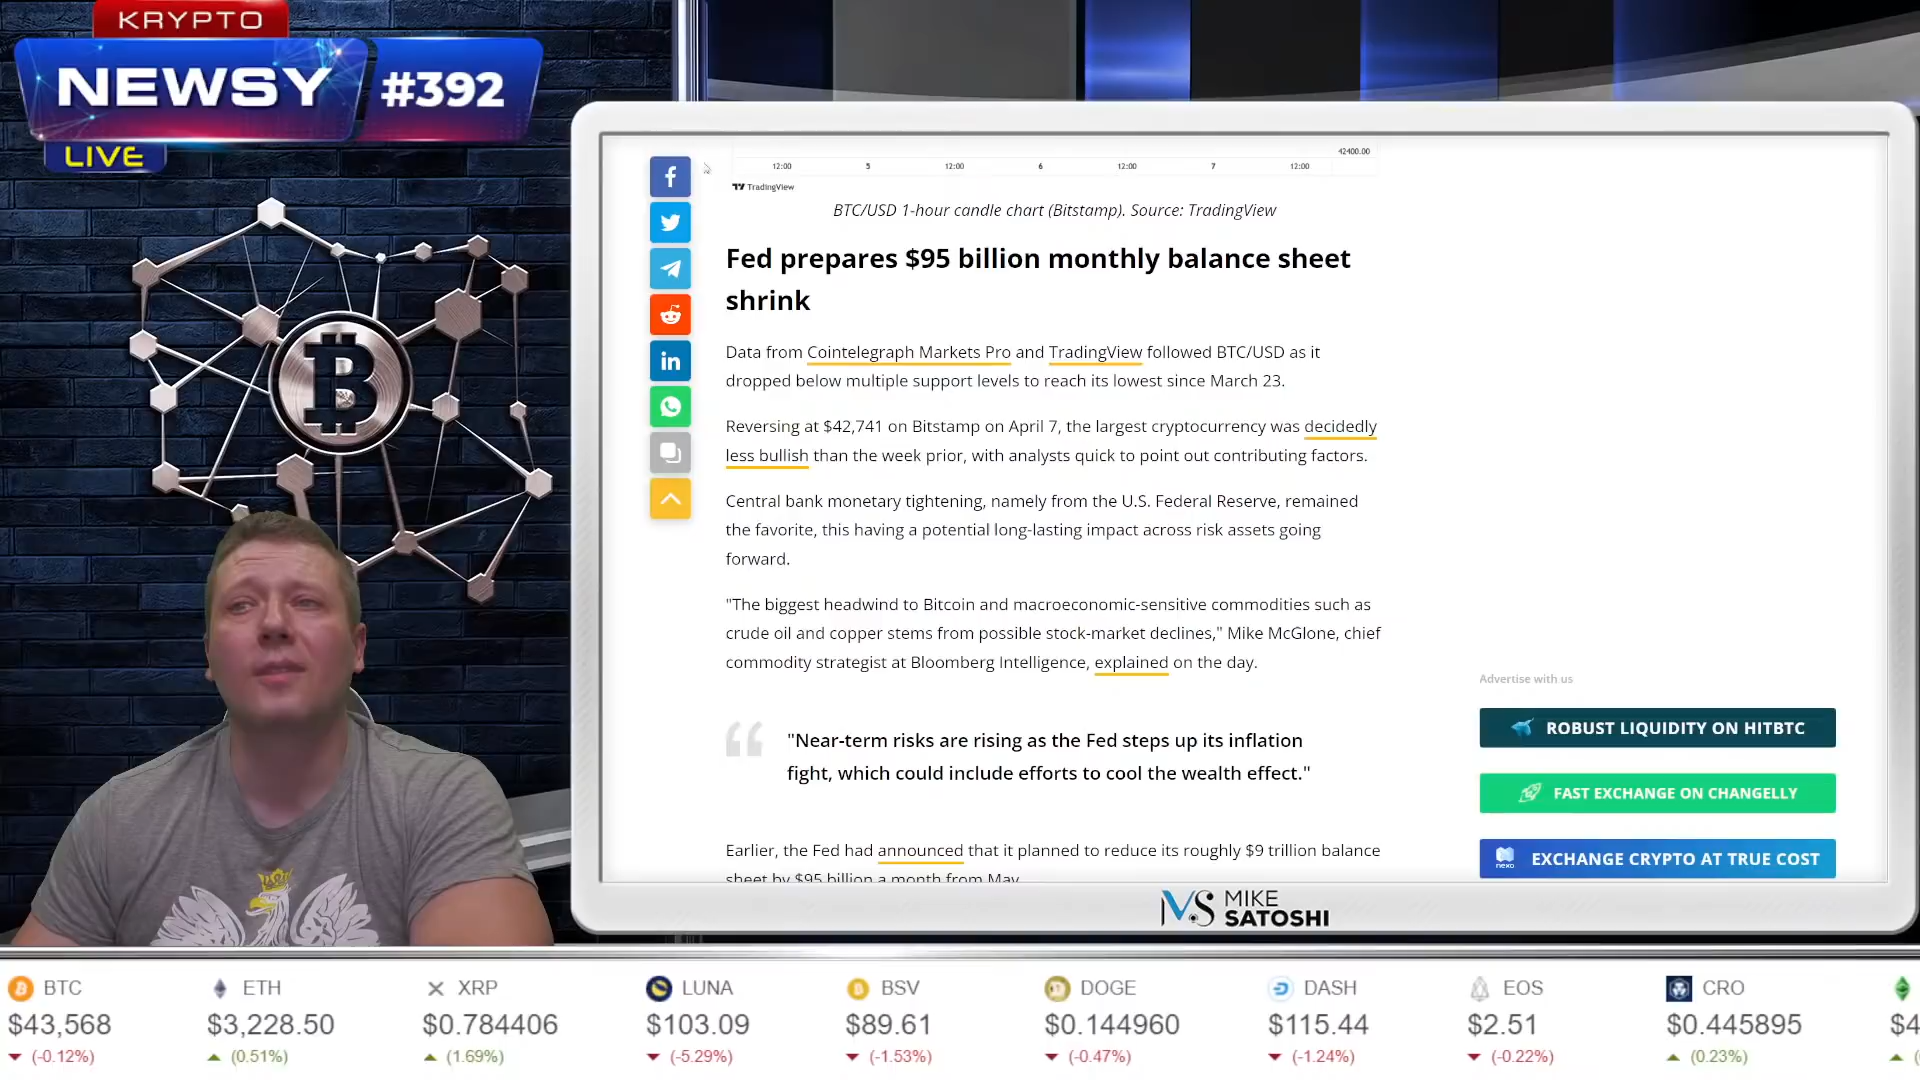 KRYPTO
NEWSY #392
LIVE
42400.00
12:00 5 12:00 6 12:00 7 12:00
TradingView
BTC/USD 1-hour candle chart (Bitstamp). Source: TradingView
Fed prepares $95 billion monthly balance sheet
shrink
Data from Cointelegraph Markets Pro and TradingView followed BTC/USD as it
dropped below multiple support levels to reach its lowest since March 23.
Reversing at $42,741 on Bitstamp on April 7, the largest cryptocurrency was decidedly
less bullish than the week prior, with analysts quick to point out contributing factors.
Central bank monetary tightening, namely from the U.S. Federal Reserve, remained
the favorite, this having a potential long-lasting impact across risk assets going
forward.
"The biggest headwind to Bitcoin and macroeconomic-sensitive commodities such as
crude oil and copper stems from possible stock-market declines," Mike McGlone, chief
commodity strategist at Bloomberg Intelligence, explained on the day.
"Near-term risks are rising as the Fed steps up its inflation
fight, which could include efforts to cool the wealth effect."
Earlier, the Fed had announced that it planned to reduce its roughly $9 trillion balance
sheet by $95 billion a month from May
Advertise with us
ROBUST LIQUIDITY ON HITBTC
FAST EXCHANGE ON CHANGELLY
nexo EXCHANGE CRYPTO AT TRUE COST
MS MIKE
SATOSHI
BTC ETH XRP LUNA BSV DOGE DASH EOS CRO
$43,568 $3,228.50 $0.784406 $103.09 $89.61 $0.144960 $115.44 $2.51 $0.445895 $4
(-0.12%) (0.51%) (1.69%) (-5.29%) (-1.53%) (-0.47%) (-1.24%) (-0.22%) (0.23%) (